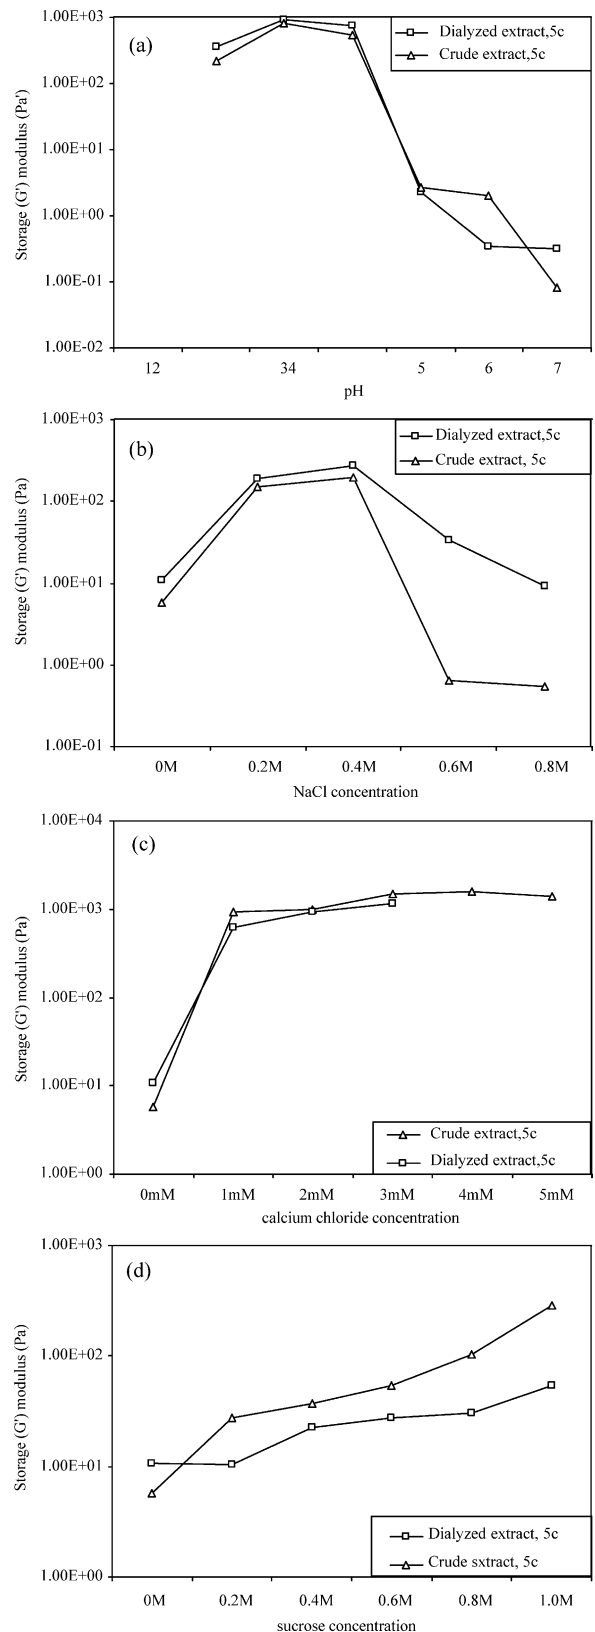 1.00E+03
(a)
Dialyzed extract,5c
Crude extract,5c
1.00E+02
1.00E+01
1.00E+00
1.00E-01
1.00E-02
Storage (G') modulus (Pa')
12 34 5 6 7
pH
1.00E+03
(b)
Dialyzed extract,5c
Crude extract, 5c
1.00E+02
1.00E+01
1.00E+00
1.00E-01
Storage (G') modulus (Pa)
0M 0.2M 0.4M 0.6M 0.8M
NaCl concentration
1.00E+04
(c)
1.00E+03
1.00E+02
1.00E+01
1.00E+00
Storage (G') modulus (Pa)
Crude extract,5c
Dialyzed extract,5c
0mM 1mM 2mM 3mM 4mM 5mM
calcium chloride concentration
1.00E+03
(d)
1.00E+02
1.00E+01
1.00E+00
Storage (G') modulus (Pa)
Dialyzed extract, 5c
Crude sxtract, 5c
0M 0.2M 0.4M 0.6M 0.8M 1.0M
sucrose concentration